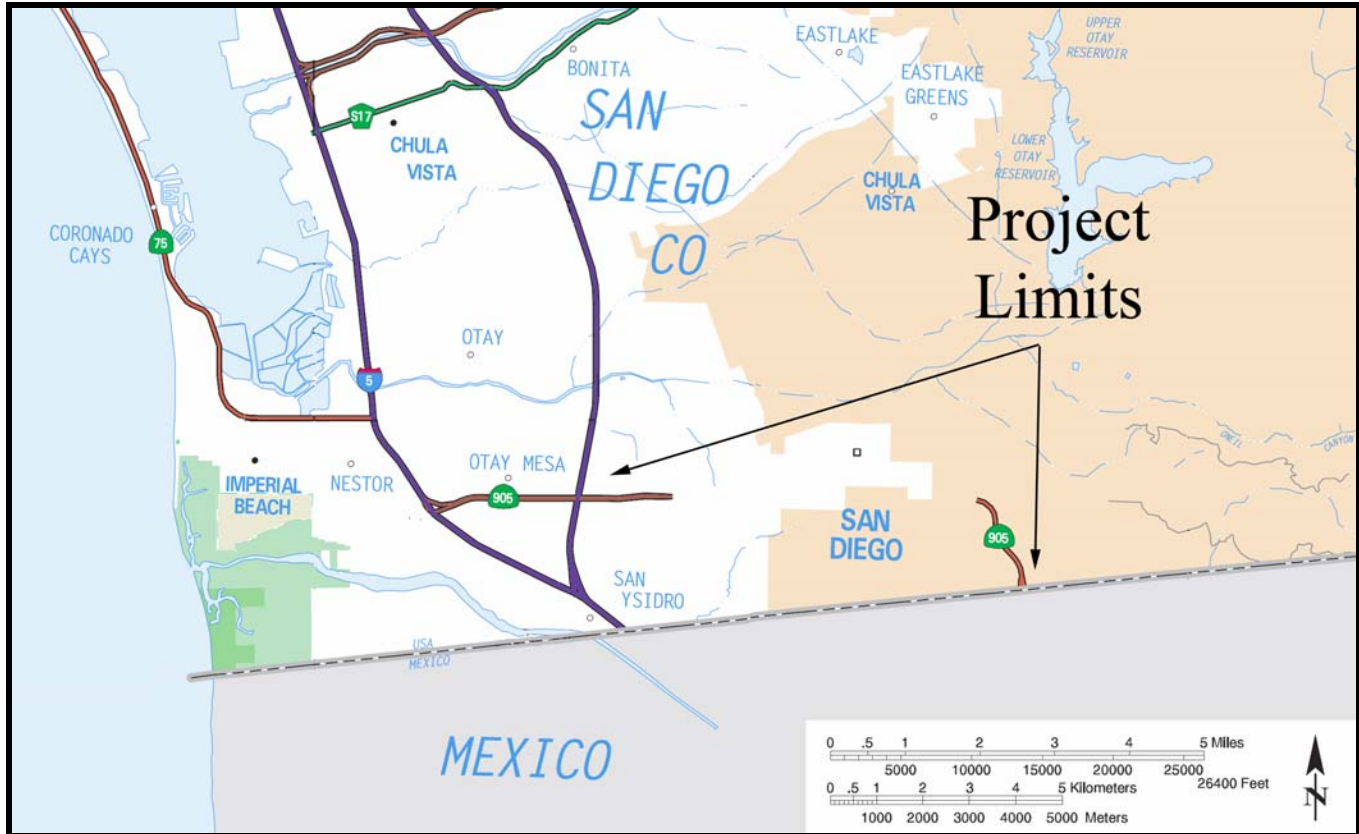 UPPER
OTAY
RESERVOIR
EASTLAKE
BONITA
EASTLAKE
GREENS
SAN
DIEGO
CO
S17
CHULA
VISTA
LOWER
OTAY
RESERVOIR
CHULA
VISTA
Project
Limits
CORONADO
CAYS
75
OTAY
5
ONEIL
CANYON
IMPERIAL
BEACH
NESTOR
OTAY MESA
905
SAN
DIEGO
905
SAN
YSIDRO
USA
MEXICO
MEXICO
0 .5 1 2 3 4 5 Miles
5000 10000 15000 20000 25000
26400 Feet
0 .5 1 2 3 4 5 Kilometers
1000 2000 3000 4000 5000 Meters
N